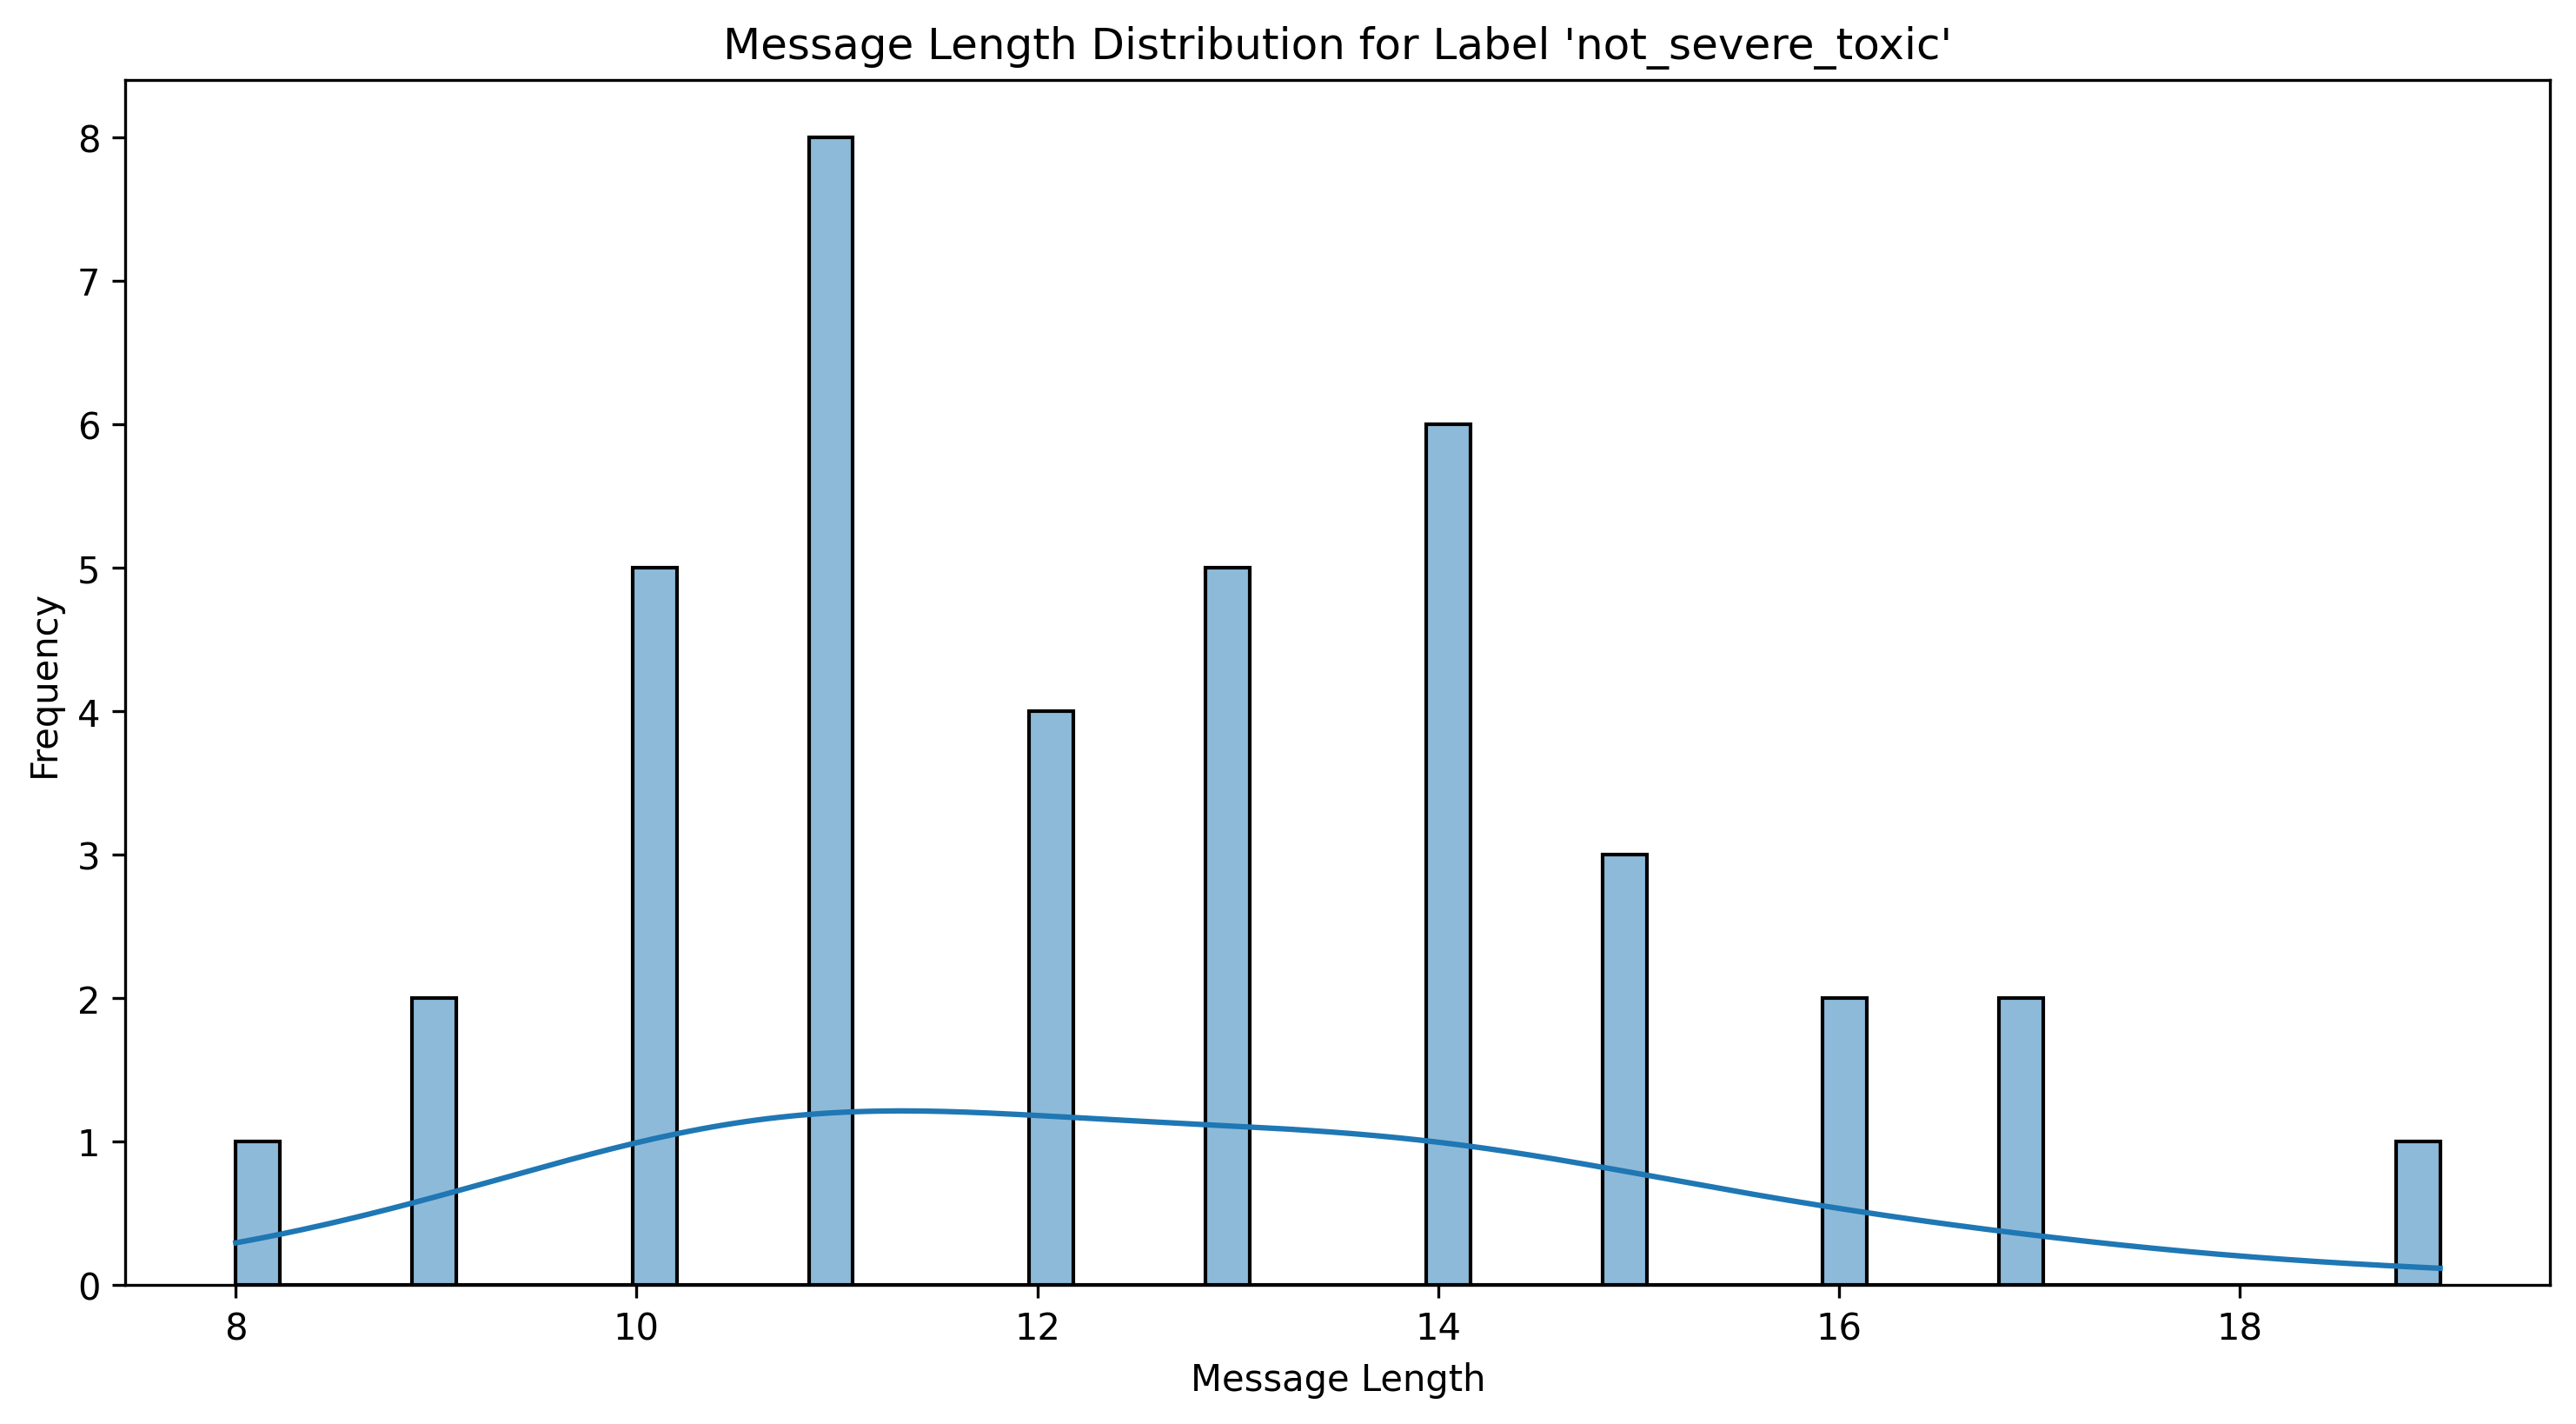 Message Length Distribution for Label 'not_severe_toxic'
8
7
6
5
4
3
2
1
0
Frequency
8 10 12 14 16 18
Message Length